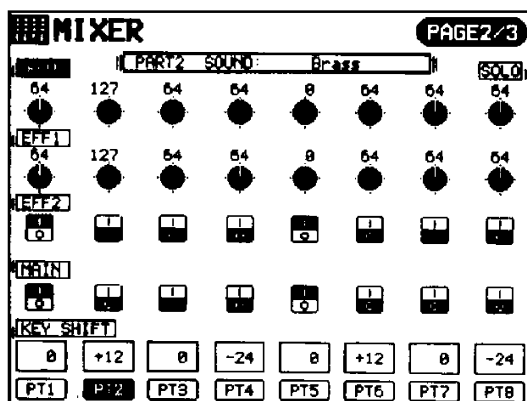 MIXER PAGE2/3
PART2 SOUND: Brass
SOLO
64 127 64 64 0 64 64 64
EFF1
64 127 64 64 0 64 64 64
EFF2
MAIN
KEY SHIFT
0 +12 0 -24 0 +12 0 -24
PT1 PT2 PT3 PT4 PT5 PT6 PT7 PT8